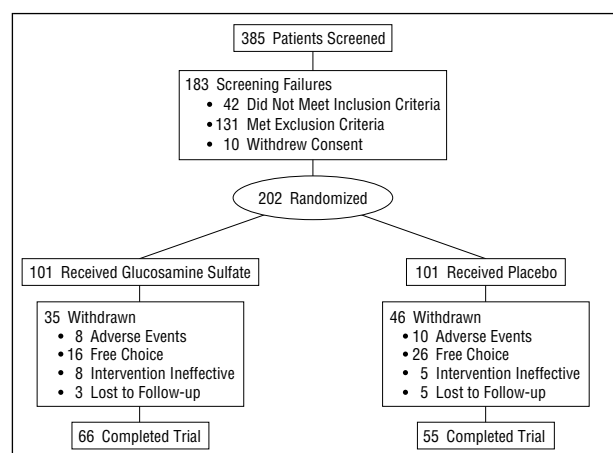 385 Patients Screened
183 Screening Failures
• 42 Did Not Meet Inclusion Criteria
• 131 Met Exclusion Criteria
• 10 Withdrew Consent
202 Randomized
101 Received Glucosamine Sulfate
101 Received Placebo
35 Withdrawn
• 8 Adverse Events
• 16 Free Choice
• 8 Intervention Ineffective
• 3 Lost to Follow-up
46 Withdrawn
• 10 Adverse Events
• 26 Free Choice
• 5 Intervention Ineffective
• 5 Lost to Follow-up
66 Completed Trial
55 Completed Trial